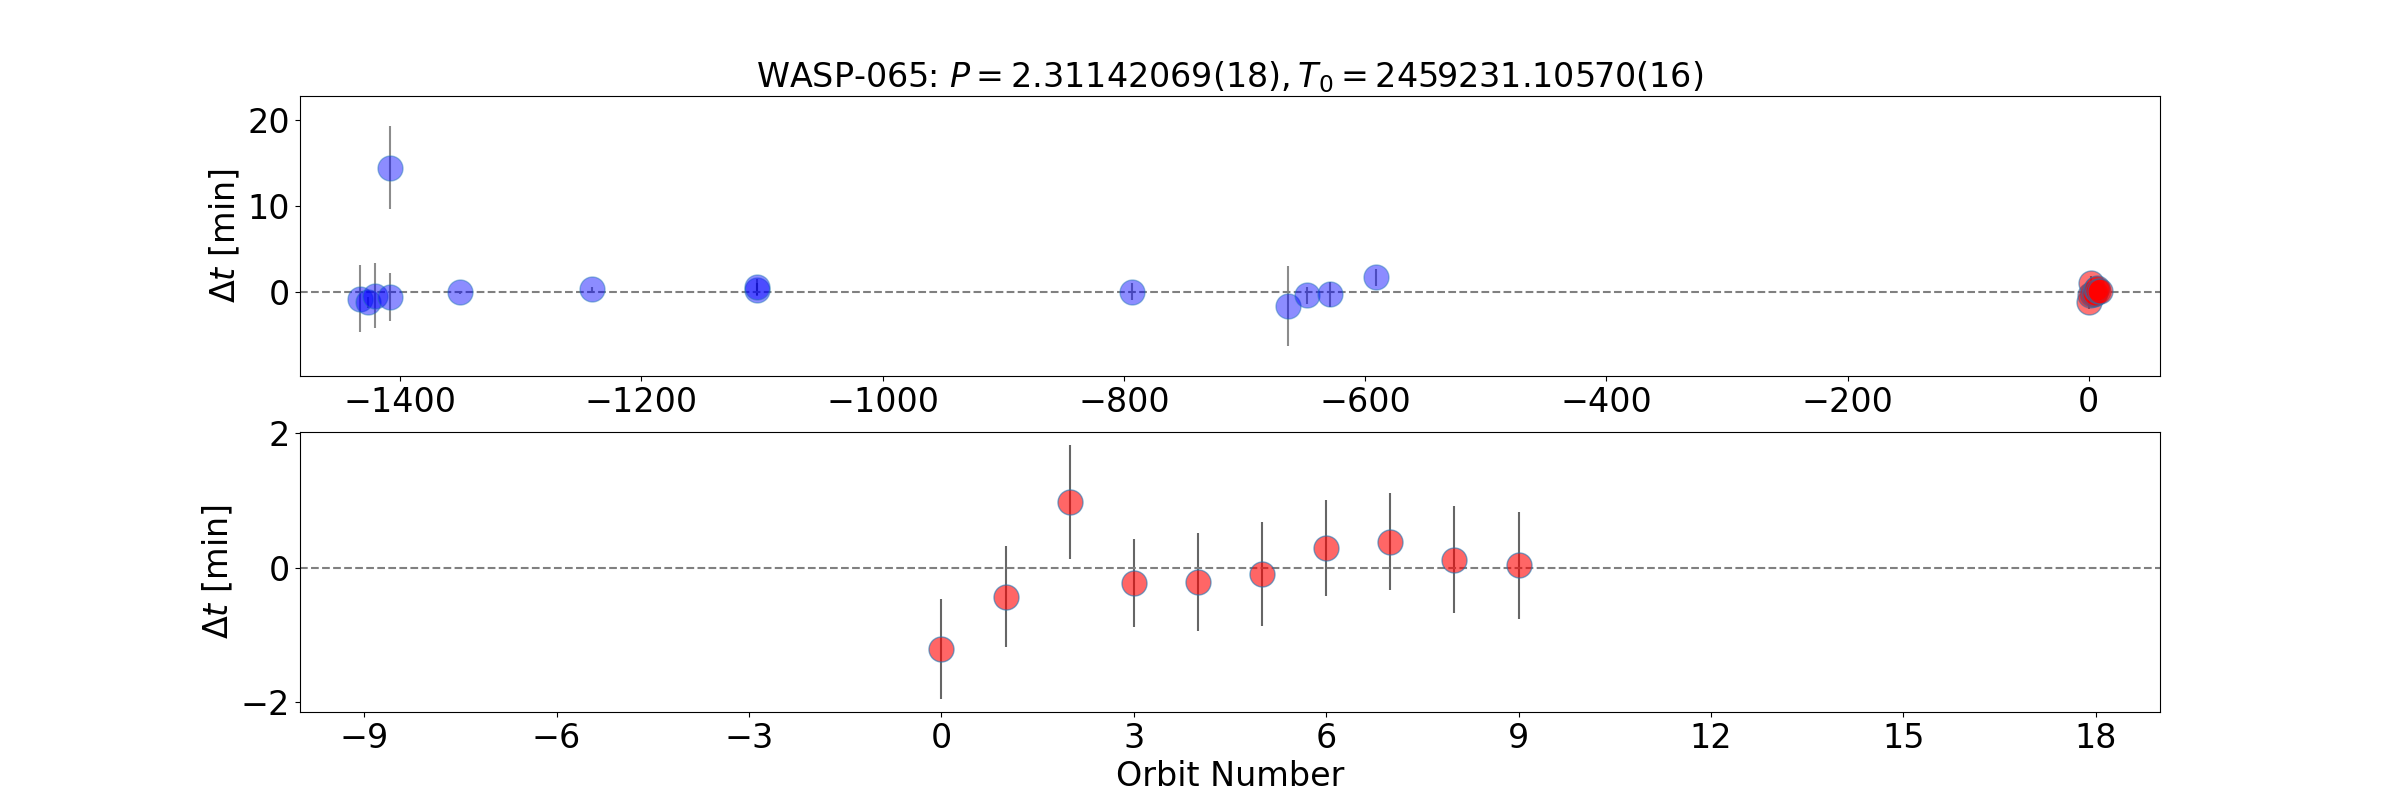 WASP-065: P = 2.31142069(18), T₀ = 2459231.10570(16)
Δt [min]
20
10
0
−1400 −1200 −1000 −800 −600 −400 −200 0
Δt [min]
2
0
−2
−9 −6 −3 0 3 6 9 12 15 18
Orbit Number